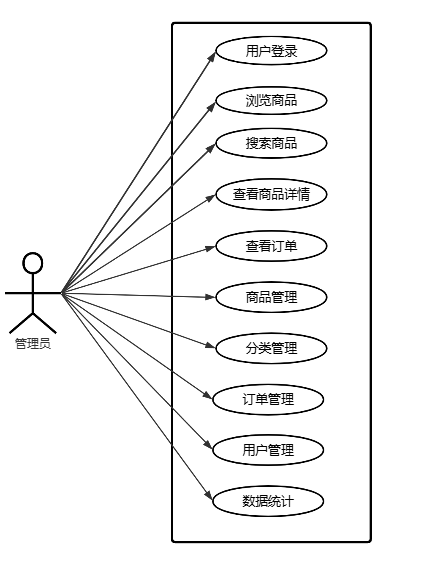 用户登录
浏览商品
搜索商品
查看商品详情
查看订单
商品管理
分类管理
订单管理
用户管理
数据统计
管理员